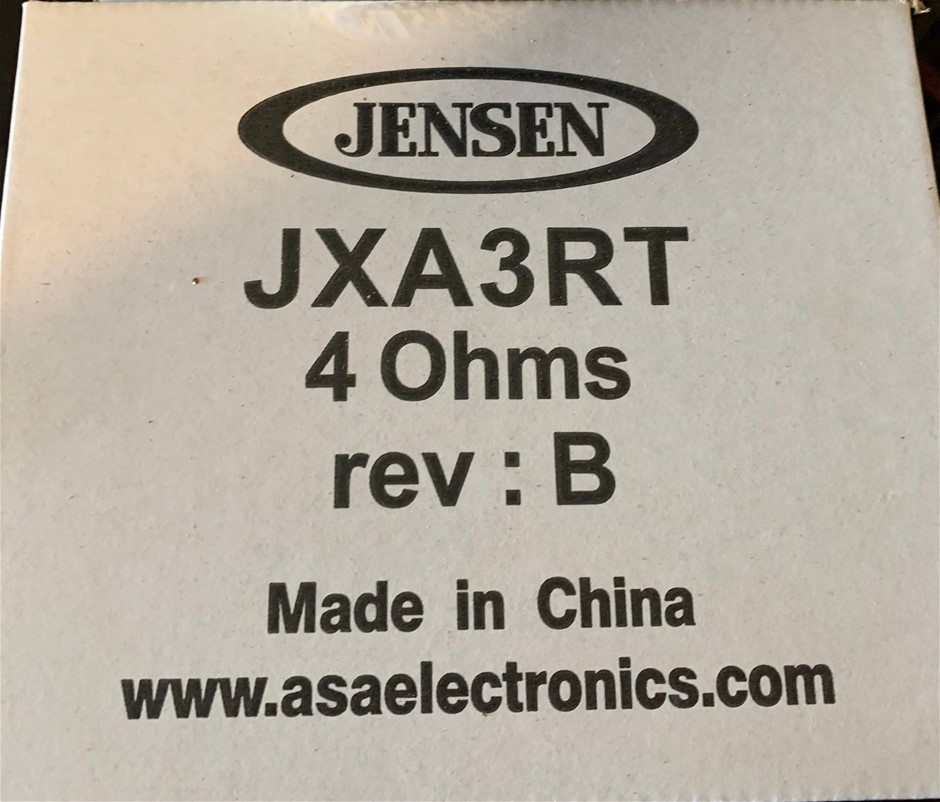 JENSEN
JXA3RT
4 Ohms
rev : B
Made in China
www.asaelectronics.com